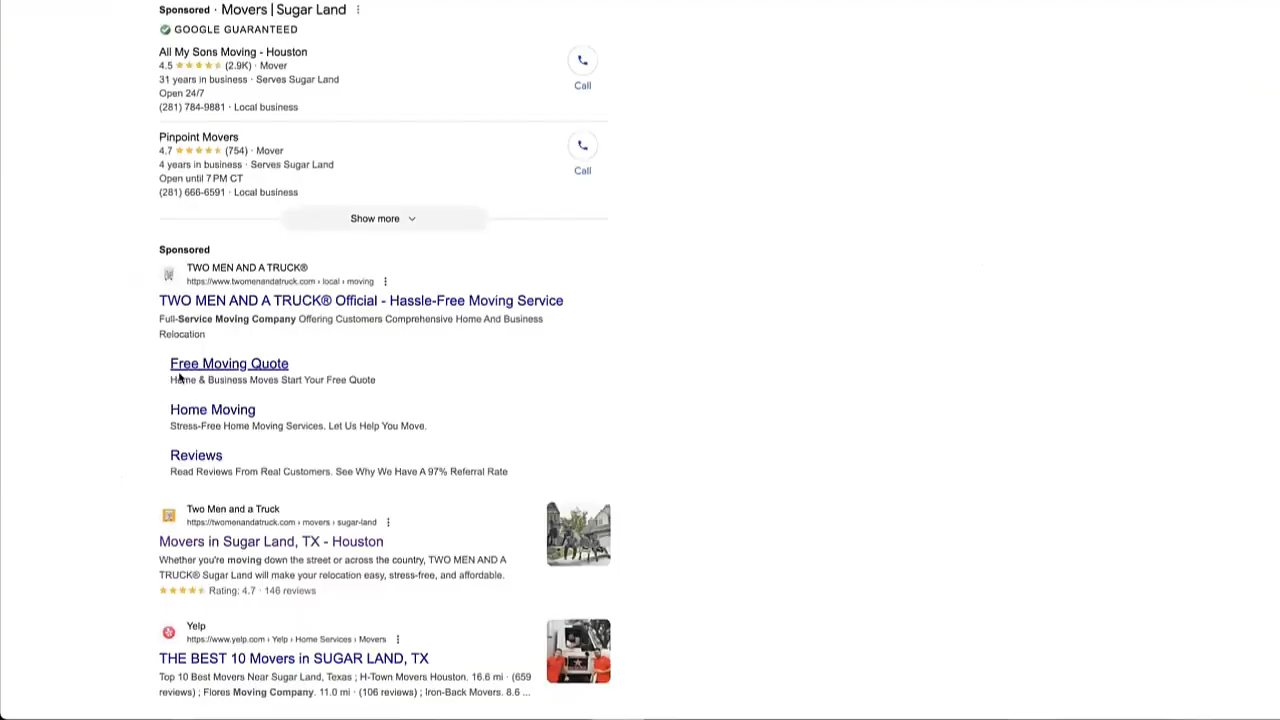 Sponsored · Movers | Sugar Land
GOOGLE GUARANTEED
All My Sons Moving - Houston
4.5 (2.9K) · Mover
31 years in business · Serves Sugar Land
Open 24/7
(281) 784-9881 · Local business
Call
Pinpoint Movers
4.7 (754) · Mover
4 years in business · Serves Sugar Land
Open until 7 PM CT
(281) 666-6591 · Local business
Call
Show more
Sponsored
TWO MEN AND A TRUCK®
https://www.twomenandatruck.com › local › moving
TWO MEN AND A TRUCK® Official - Hassle-Free Moving Service
Full-Service Moving Company Offering Customers Comprehensive Home And Business
Relocation
Free Moving Quote
Home & Business Moves Start Your Free Quote
Home Moving
Stress-Free Home Moving Services. Let Us Help You Move.
Reviews
Read Reviews From Real Customers. See Why We Have A 97% Referral Rate
Two Men and a Truck
https://twomenandatruck.com › movers › sugar-land
Movers in Sugar Land, TX - Houston
Whether you're moving down the street or across the country, TWO MEN AND A
TRUCK® Sugar Land will make your relocation easy, stress-free, and affordable.
Rating: 4.7 · 146 reviews
Yelp
https://www.yelp.com › Yelp › Home Services › Movers
THE BEST 10 Movers in SUGAR LAND, TX
Top 10 Best Movers Near Sugar Land, Texas ; H-Town Movers Houston. 16.6 mi · (659
reviews) ; Flores Moving Company. 11.0 mi · (106 reviews) ; Iron-Back Movers. 8.6 ...